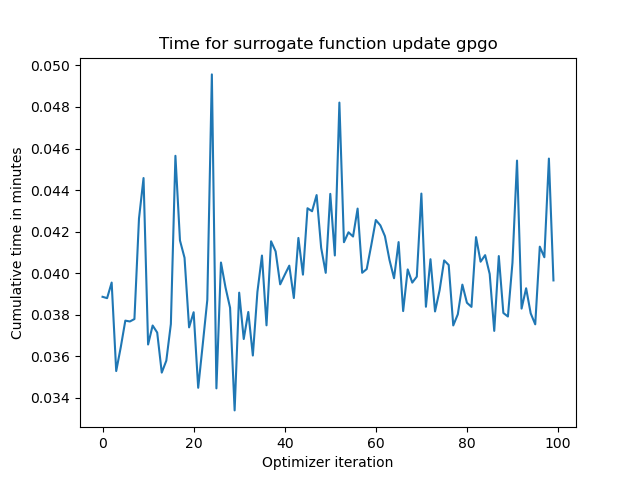 Time for surrogate function update gpgo
Cumulative time in minutes
0.050
0.048
0.046
0.044
0.042
0.040
0.038
0.036
0.034
0 20 40 60 80 100
Optimizer iteration